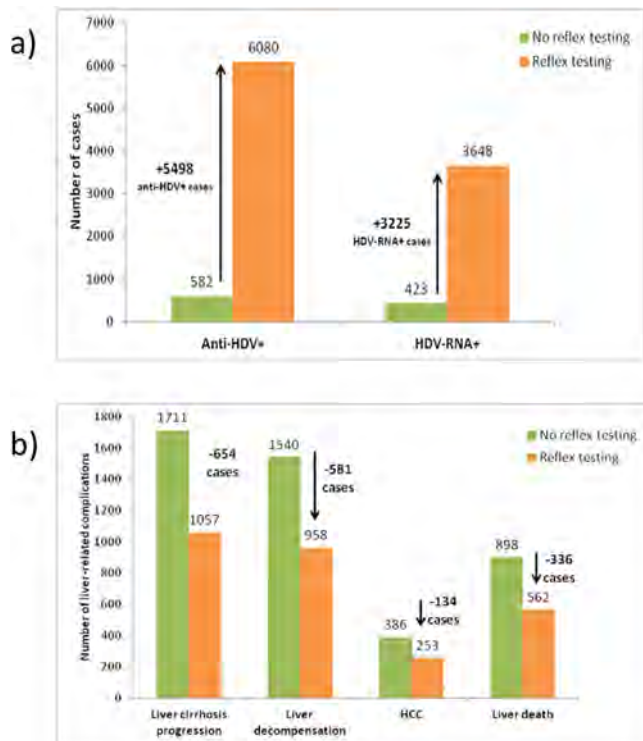 a)
7000
6000
5000
4000
3000
2000
1000
0
Number of cases
No reflex testing
Reflex testing
6080
+5498
anti-HDV+ cases
582
3648
+3225
HDV-RNA+ cases
423
Anti-HDV+
HDV-RNA+
b)
1800
1600
1400
1200
1000
800
600
400
200
0
Number of liver-related complications
No reflex testing
Reflex testing
1711
-654
cases
1057
1540
-581
cases
958
386
-134
cases
253
898
-336
cases
562
Liver cirrhosis
progression
Liver
decompensation
HCC
Liver death